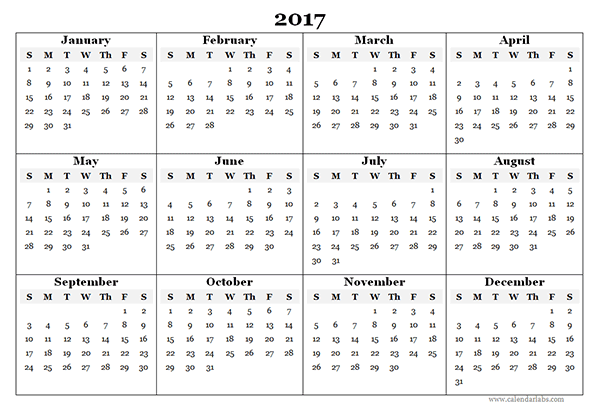 2017
January
S M T W Th F S
1 2 3 4 5 6 7
8 9 10 11 12 13 14
15 16 17 18 19 20 21
22 23 24 25 26 27 28
29 30 31
February
S M T W Th F S
1 2 3 4
5 6 7 8 9 10 11
12 13 14 15 16 17 18
19 20 21 22 23 24 25
26 27 28
March
S M T W Th F S
1 2 3 4
5 6 7 8 9 10 11
12 13 14 15 16 17 18
19 20 21 22 23 24 25
26 27 28 29 30 31
April
S M T W Th F S
1
2 3 4 5 6 7 8
9 10 11 12 13 14 15
16 17 18 19 20 21 22
23 24 25 26 27 28 29
30
May
S M T W Th F S
1 2 3 4 5 6
7 8 9 10 11 12 13
14 15 16 17 18 19 20
21 22 23 24 25 26 27
28 29 30 31
June
S M T W Th F S
1 2 3
4 5 6 7 8 9 10
11 12 13 14 15 16 17
18 19 20 21 22 23 24
25 26 27 28 29 30
July
S M T W Th F S
1
2 3 4 5 6 7 8
9 10 11 12 13 14 15
16 17 18 19 20 21 22
23 24 25 26 27 28 29
30 31
August
S M T W Th F S
1 2 3 4 5
6 7 8 9 10 11 12
13 14 15 16 17 18 19
20 21 22 23 24 25 26
27 28 29 30 31
September
S M T W Th F S
1 2
3 4 5 6 7 8 9
10 11 12 13 14 15 16
17 18 19 20 21 22 23
24 25 26 27 28 29 30
October
S M T W Th F S
1 2 3 4 5 6 7
8 9 10 11 12 13 14
15 16 17 18 19 20 21
22 23 24 25 26 27 28
29 30 31
November
S M T W Th F S
1 2 3 4
5 6 7 8 9 10 11
12 13 14 15 16 17 18
19 20 21 22 23 24 25
26 27 28 29 30
December
S M T W Th F S
1 2
3 4 5 6 7 8 9
10 11 12 13 14 15 16
17 18 19 20 21 22 23
24 25 26 27 28 29 30
31
www.calendarlabs.com